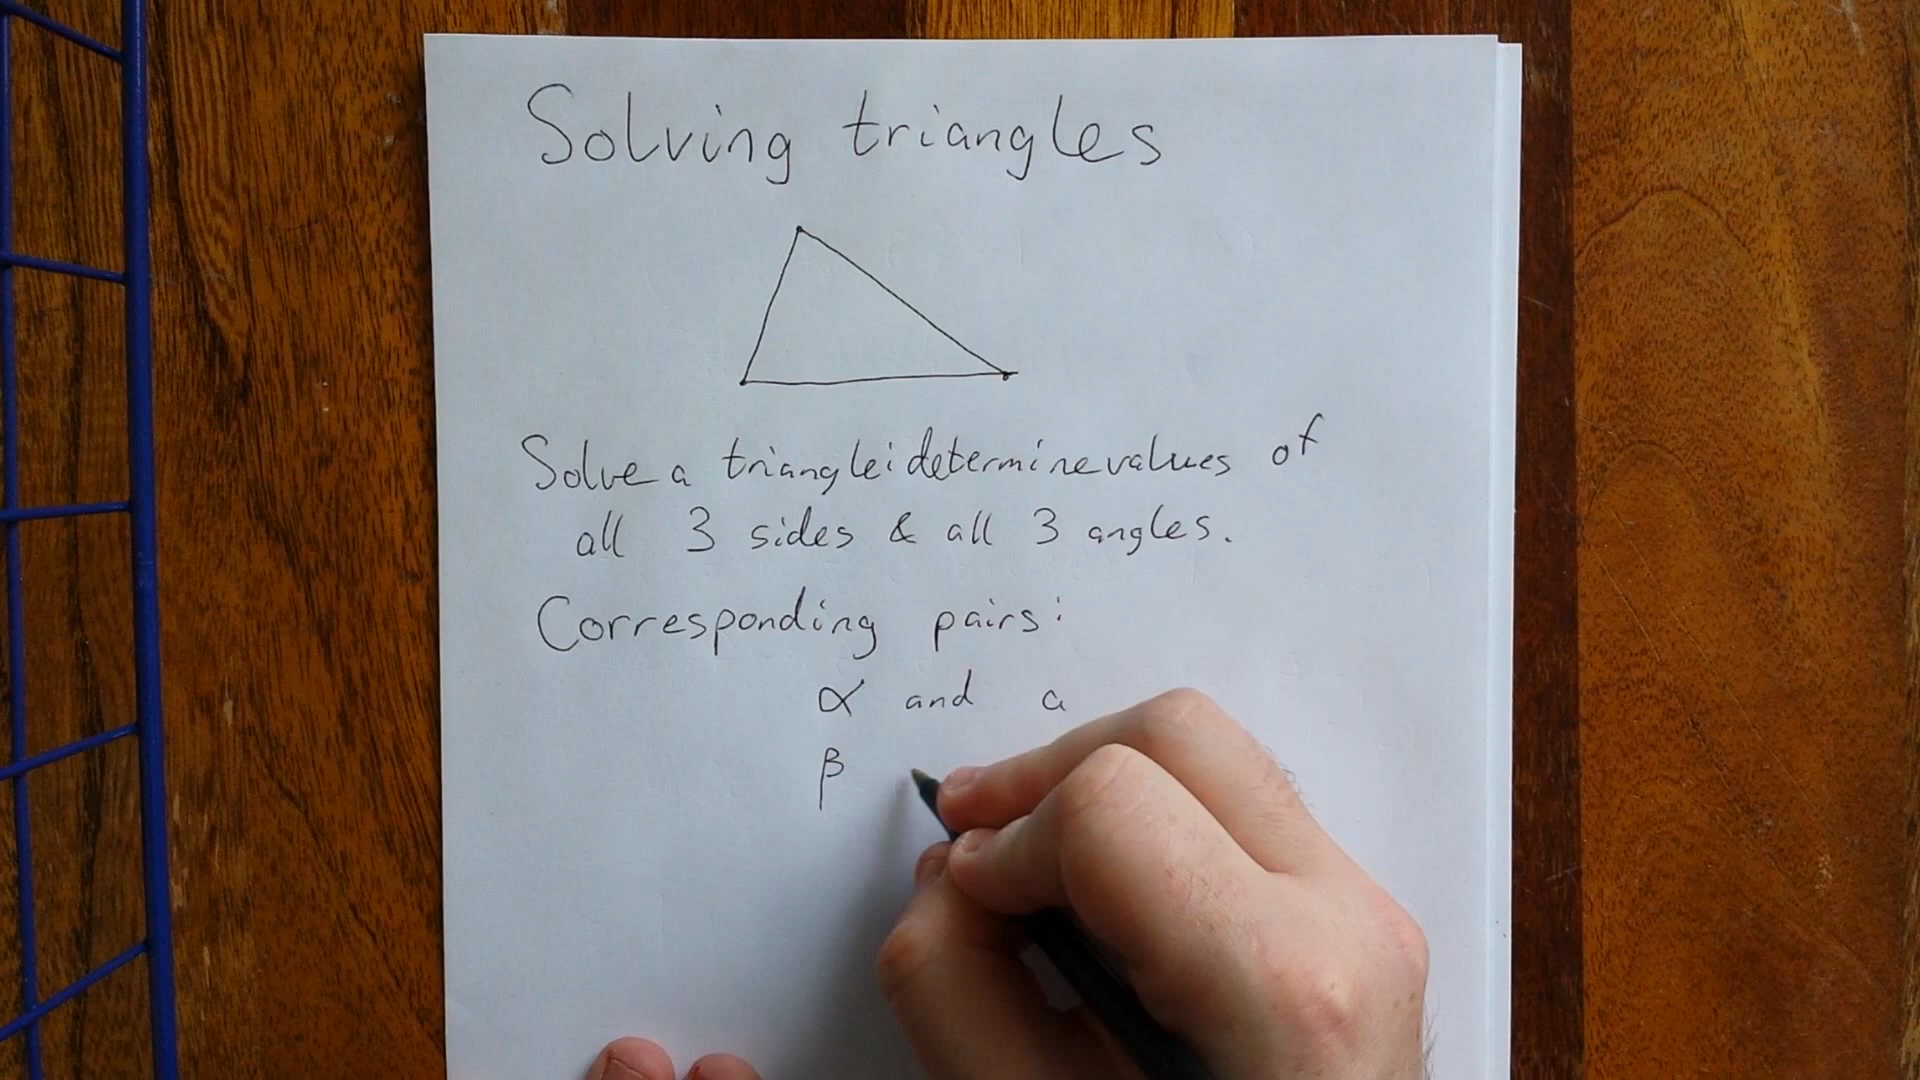 Solving triangles
Solve a triangle: determine values of
all 3 sides & all 3 angles.
Corresponding pairs:
α and a
β